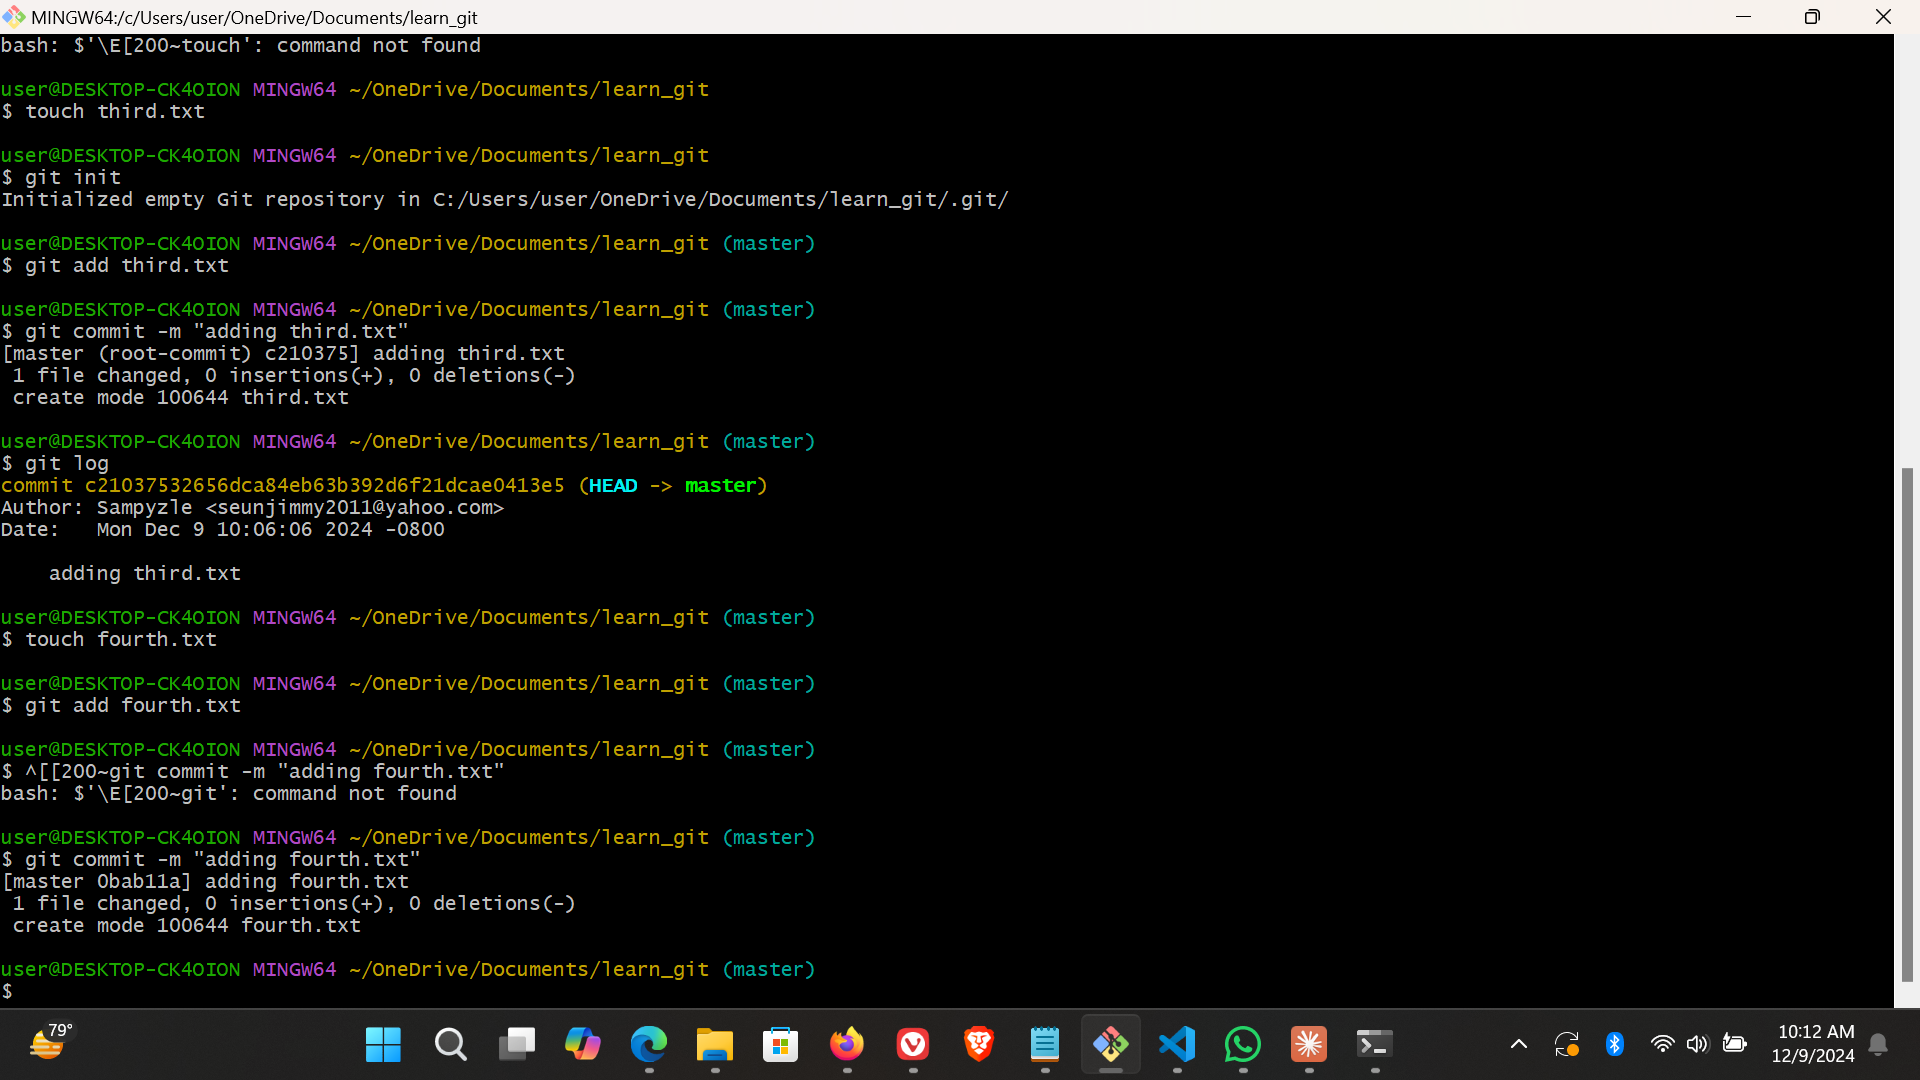 MINGW64:/c/Users/user/OneDrive/Documents/learn_git
bash: $'\E[200~touch': command not found
user@DESKTOP-CK4OION MINGW64 ~/OneDrive/Documents/learn_git
$ touch third.txt
user@DESKTOP-CK4OION MINGW64 ~/OneDrive/Documents/learn_git
$ git init
Initialized empty Git repository in C:/Users/user/OneDrive/Documents/learn_git/.git/
user@DESKTOP-CK4OION MINGW64 ~/OneDrive/Documents/learn_git (master)
$ git add third.txt
user@DESKTOP-CK4OION MINGW64 ~/OneDrive/Documents/learn_git (master)
$ git commit -m "adding third.txt"
[master (root-commit) c210375] adding third.txt
 1 file changed, 0 insertions(+), 0 deletions(-)
 create mode 100644 third.txt
user@DESKTOP-CK4OION MINGW64 ~/OneDrive/Documents/learn_git (master)
$ git log
commit c21037532656dca84eb63b392d6f21dcae0413e5 (HEAD -> master)
Author: Sampyzle <seunjimmy2011@yahoo.com>
Date:   Mon Dec 9 10:06:06 2024 -0800
    adding third.txt
user@DESKTOP-CK4OION MINGW64 ~/OneDrive/Documents/learn_git (master)
$ touch fourth.txt
user@DESKTOP-CK4OION MINGW64 ~/OneDrive/Documents/learn_git (master)
$ git add fourth.txt
user@DESKTOP-CK4OION MINGW64 ~/OneDrive/Documents/learn_git (master)
$ ^[[200~git commit -m "adding fourth.txt"
bash: $'\E[200~git': command not found
user@DESKTOP-CK4OION MINGW64 ~/OneDrive/Documents/learn_git (master)
$ git commit -m "adding fourth.txt"
[master 0bab11a] adding fourth.txt
 1 file changed, 0 insertions(+), 0 deletions(-)
 create mode 100644 fourth.txt
user@DESKTOP-CK4OION MINGW64 ~/OneDrive/Documents/learn_git (master)
$
79°
10:12 AM
12/9/2024